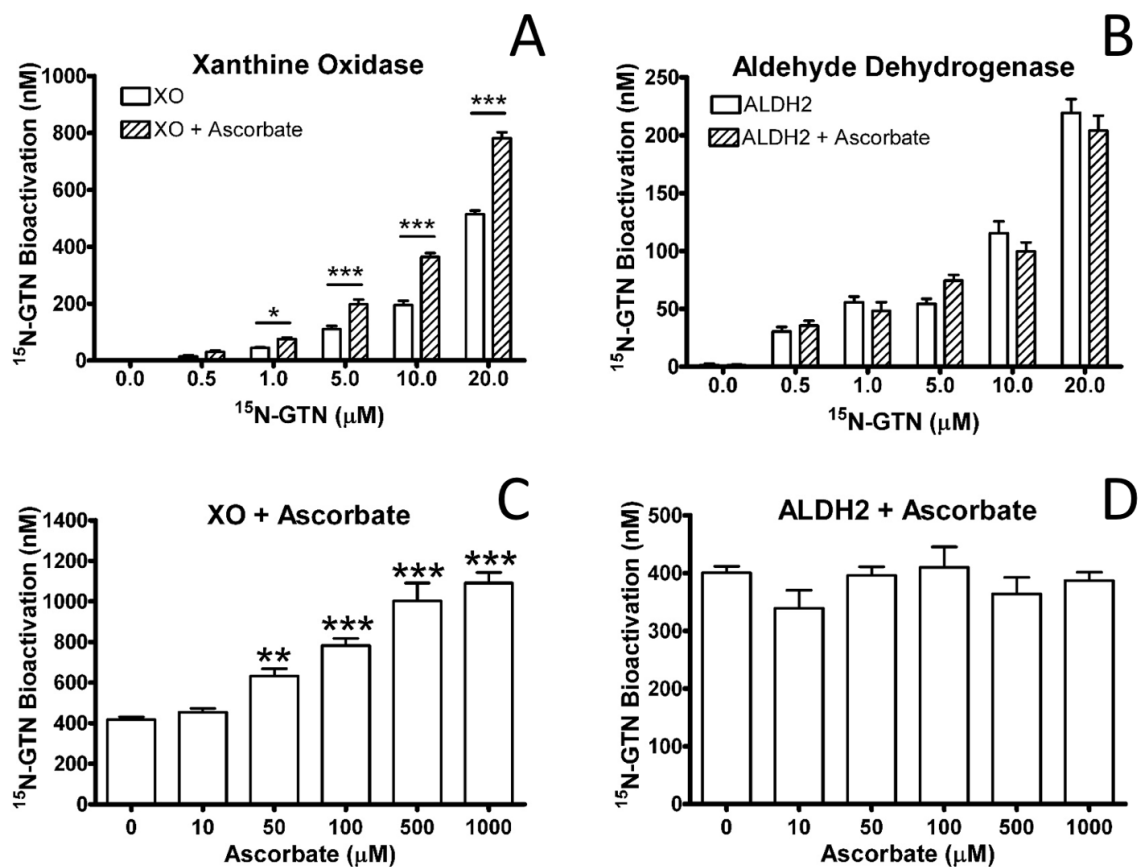 A
Xanthine Oxidase
XO
XO + Ascorbate
***
***
***
*
1000
800
600
400
200
0
¹⁵N-GTN Bioactivation (nM)
0.0 0.5 1.0 5.0 10.0 20.0
¹⁵N-GTN (µM)
B
Aldehyde Dehydrogenase
ALDH2
ALDH2 + Ascorbate
250
200
150
100
50
0
¹⁵N-GTN Bioactivation (nM)
0.0 0.5 1.0 5.0 10.0 20.0
¹⁵N-GTN (µM)
C
XO + Ascorbate
***
***
***
**
1400
1200
1000
800
600
400
200
0
¹⁵N-GTN Bioactivation (nM)
0 10 50 100 500 1000
Ascorbate (µM)
D
ALDH2 + Ascorbate
500
400
300
200
100
0
¹⁵N-GTN Bioactivation (nM)
0 10 50 100 500 1000
Ascorbate (µM)